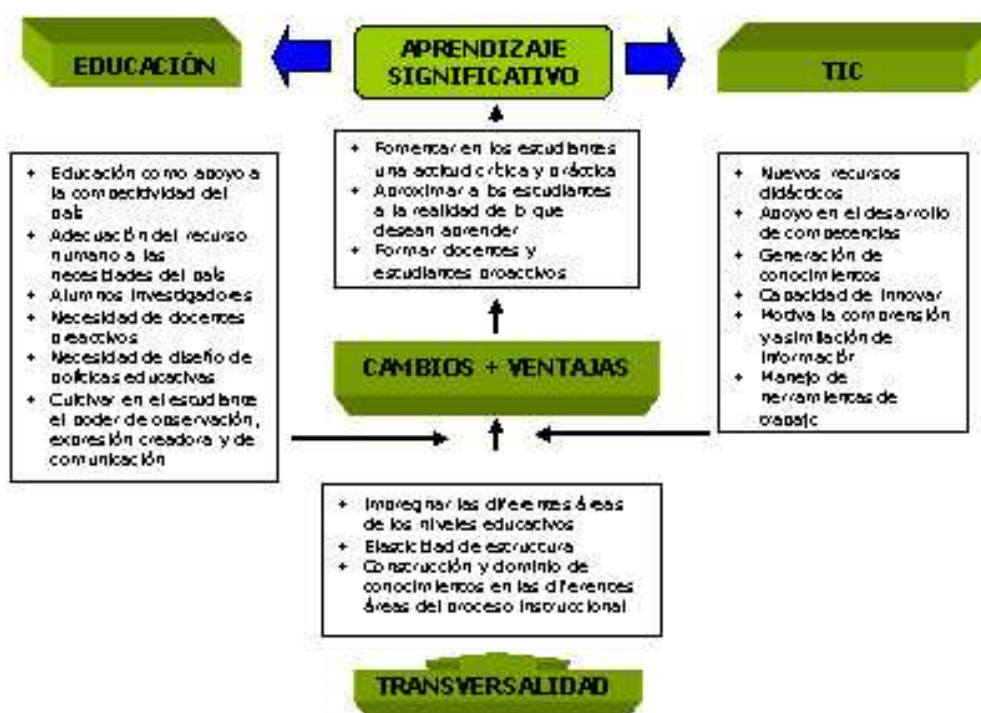 EDUCACIÓN
APRENDIZAJE
SIGNIFICATIVO
TIC
• Educación como apoyo a
la competitividad del
país
• Adecuación del recurso
humano a las
necesidades del país
• Alumnos investigadores
• Necesidad de docentes
proactivos
• Necesidad de diseño de
políticas educativas
• Cultivar en el estudiante
el poder de observación,
expresión creadora y de
comunicación
• Fomentar en los estudiantes
una actitud crítica y práctica
• Aproximar a los estudiantes
a la realidad de lo que
desean aprender
• Formar docentes y
estudiantes proactivos
• Nuevos recursos
didácticos
• Apoyo en el desarrollo
de competencias
• Generación de
conocimientos
• Capacidad de innovar
• Motiva la comprensión
y asimilación de
información
• Manejo de
herramientas de
trabajo
CAMBIOS + VENTAJAS
• Impregnar las diferentes áreas
de los niveles educativos
• Elasticidad de estructura
• Construcción y dominio de
conocimientos en las diferentes
áreas del proceso instruccional
TRANSVERSALIDAD